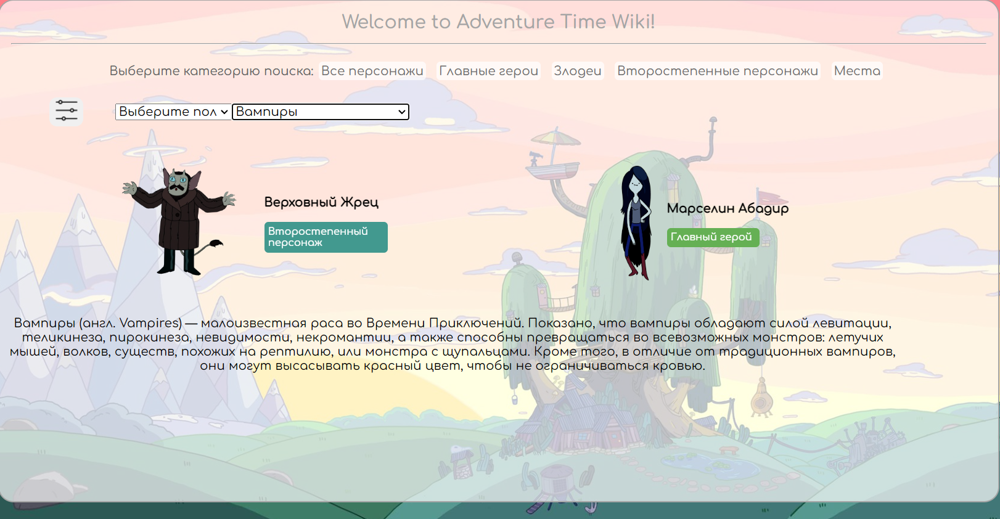 Welcome to Adventure Time Wiki!
Выберите категорию поиска: Все персонажи Главные герои Злодеи Второстепенные персонажи Места
Выберите пол Вампиры
Верховный Жрец
Второстепенный
персонаж
Марселин Абадир
Главный герой
Вампиры (англ. Vampires) — малоизвестная раса во Времени Приключений. Показано, что вампиры обладают силой левитации,
теликинеза, пирокинеза, невидимости, некромантии, а также способны превращаться во всевозможных монстров: летучих
мышей, волков, существ, похожих на рептилию, или монстра с щупальцами. Кроме того, в отличие от традиционных вампиров,
они могут высасывать красный цвет, чтобы не ограничиваться кровью.